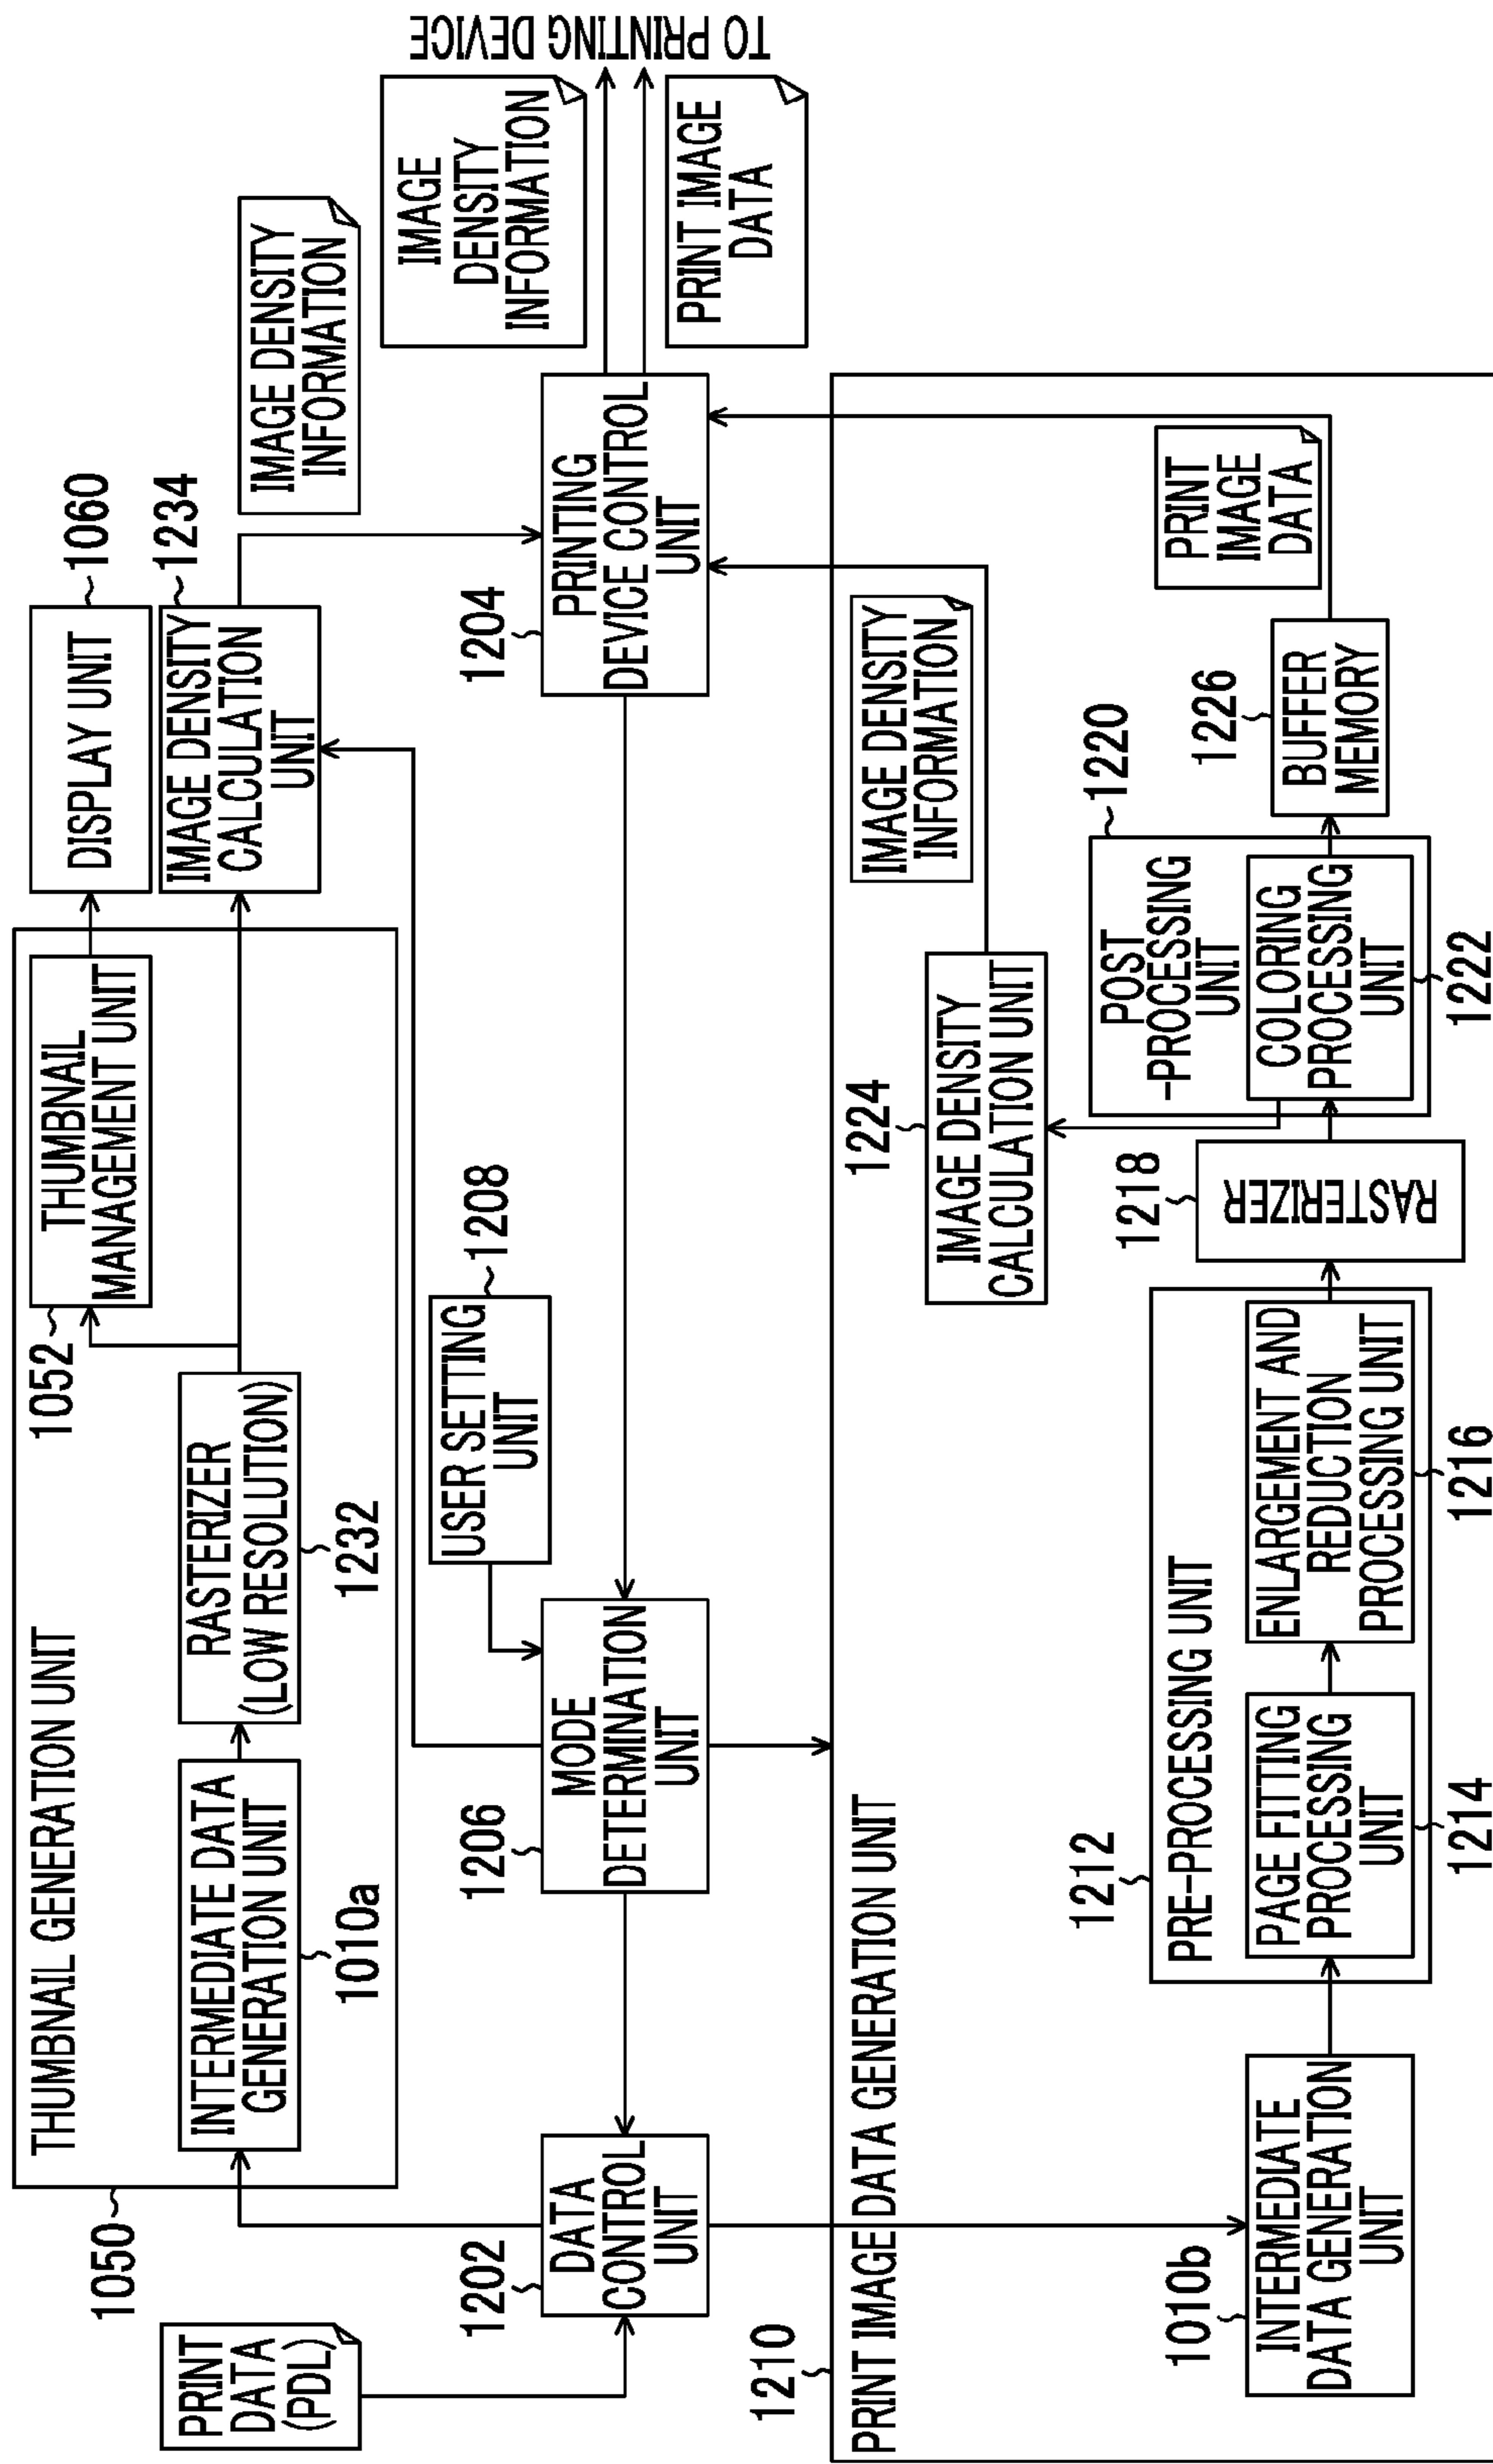 THUMBNAIL GENERATION UNIT
1050
PRINT
DATA
(PDL)
INTERMEDIATE DATA
GENERATION UNIT
1010a
RASTERIZER
(LOW RESOLUTION)
1232
1052
THUMBNAIL
MANAGEMENT UNIT
DISPLAY UNIT
1060
IMAGE DENSITY
CALCULATION
UNIT
1234
IMAGE DENSITY
INFORMATION
1202
DATA
CONTROL
UNIT
1206
MODE
DETERMINATION
UNIT
USER SETTING
UNIT
1208
1204
PRINTING
DEVICE CONTROL
UNIT
IMAGE
DENSITY
INFORMATION
PRINT IMAGE
DATA
TO PRINTING DEVICE
1210
PRINT IMAGE DATA GENERATION UNIT
1010b
INTERMEDIATE
DATA GENERATION
UNIT
1212
PRE-PROCESSING UNIT
PAGE FITTING
PROCESSING
UNIT
1214
ENLARGEMENT AND
REDUCTION
PROCESSING UNIT
1216
1218
RASTERIZER
1224
IMAGE DENSITY
CALCULATION UNIT
IMAGE DENSITY
INFORMATION
1220
POST
-PROCESSING
UNIT
COLORING
PROCESSING
UNIT
1222
1226
BUFFER
MEMORY
PRINT
IMAGE
DATA